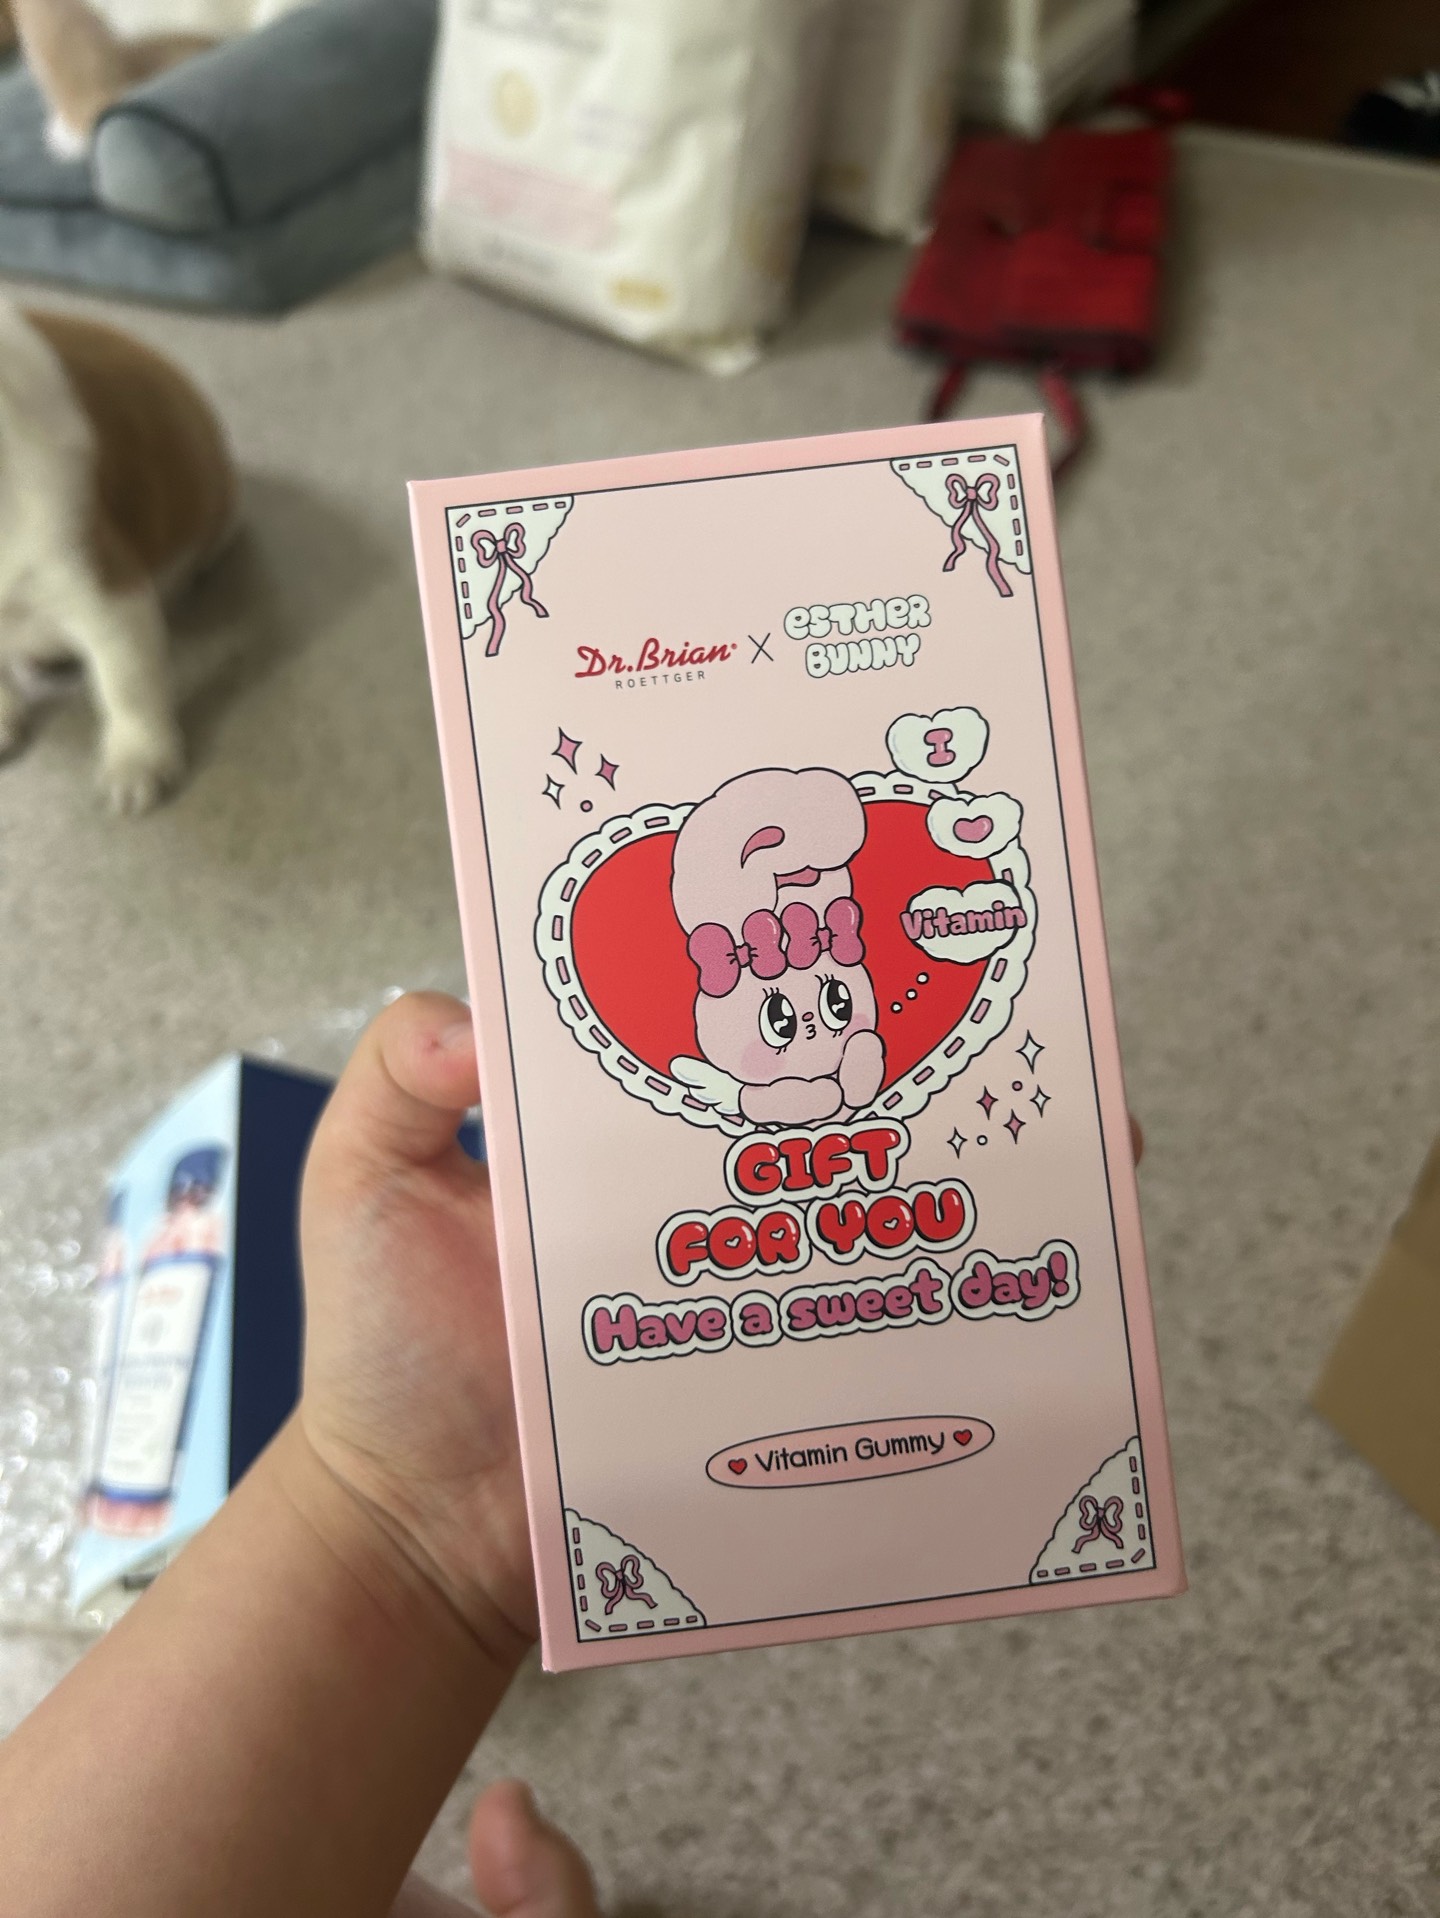 Dr.Brian® X ESTHER BUNNY
ROETTGER
I
Vitamin
GIFT
FOR YOU
Have a sweet day!
Vitamin Gummy